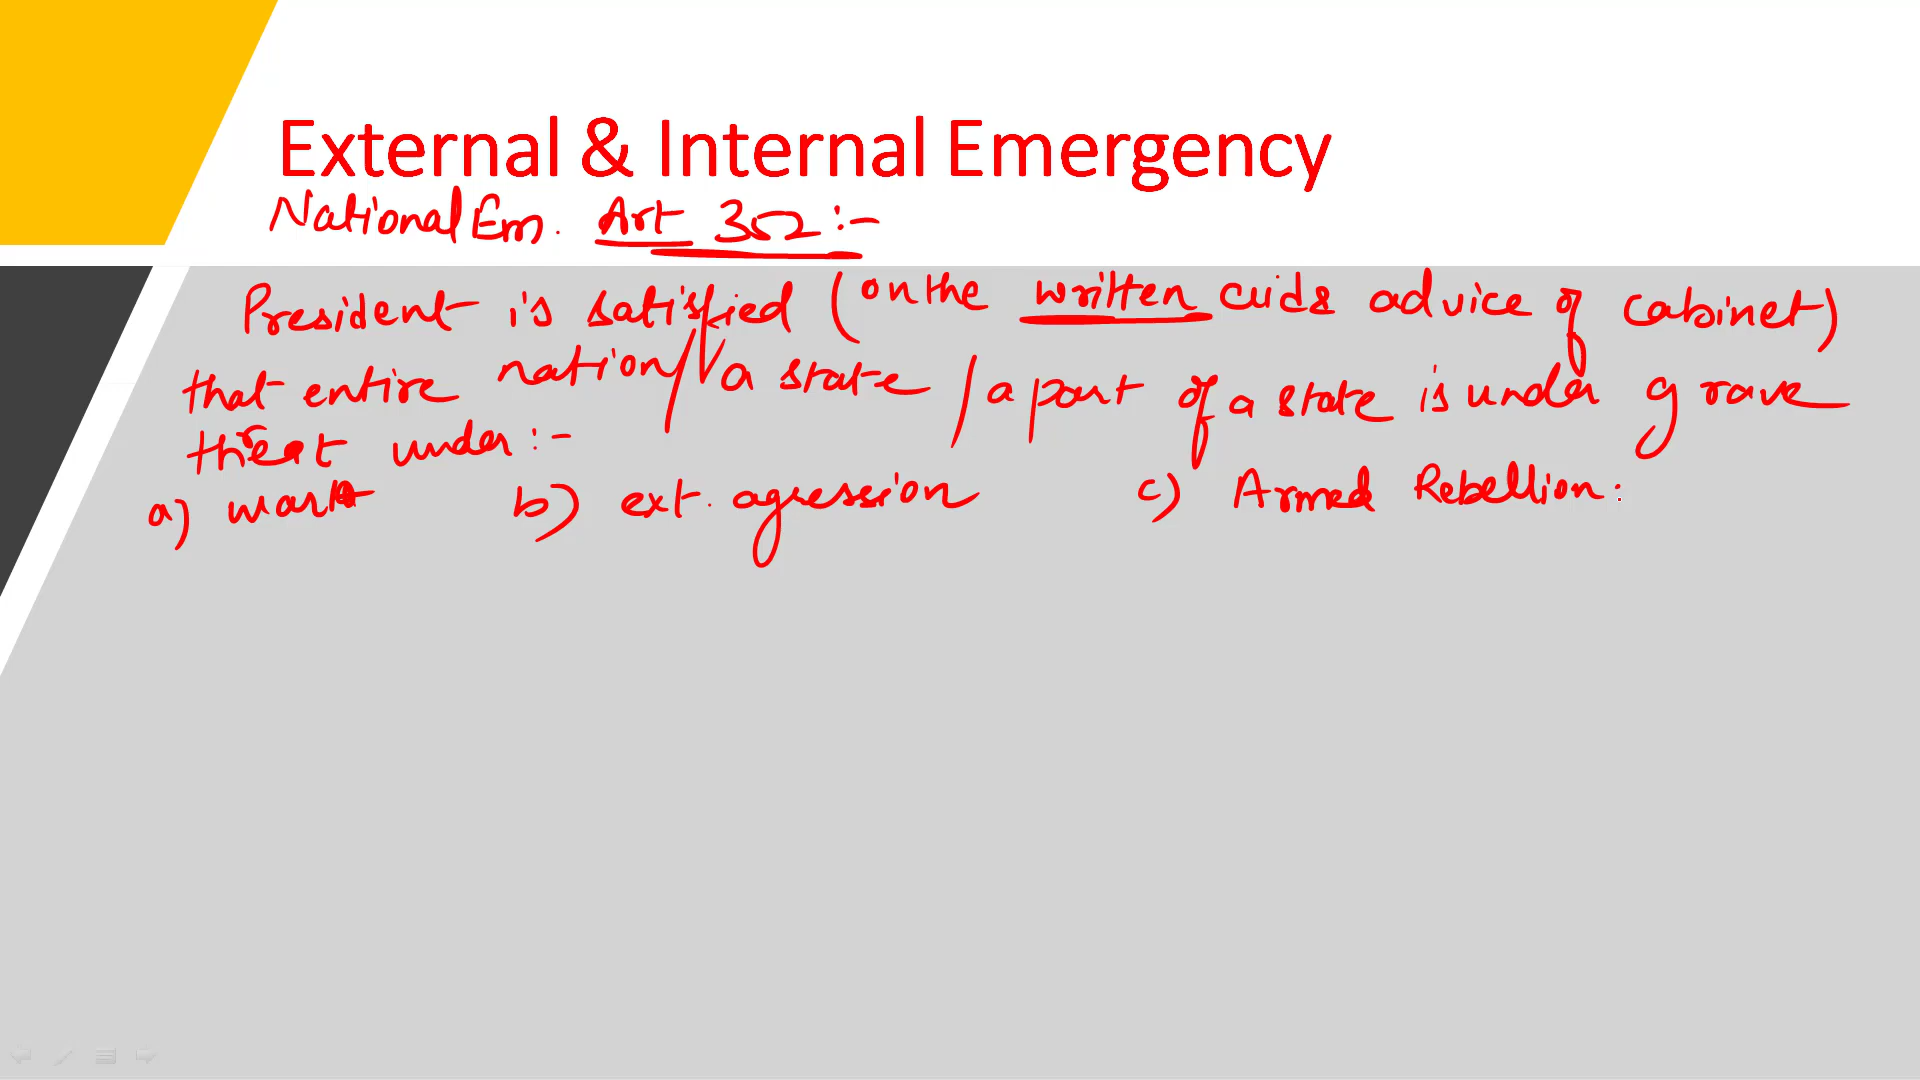 External & Internal Emergency
National Em. Art 352 :-
President is satisfied (on the written aid & advice of cabinet)
that entire nation / a state / a part of a state is under grave
threat under :-
a) war b) ext. agression c) Armed Rebellion :